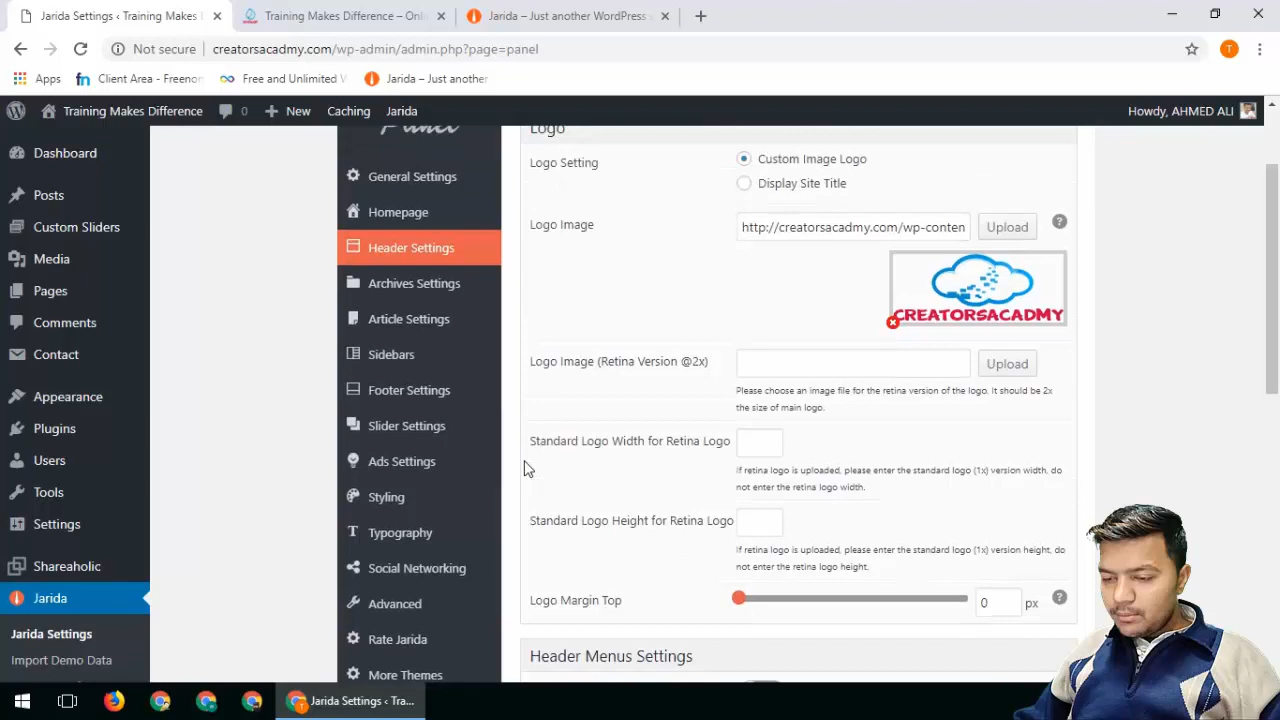 Jarida Settings ‹ Training Makes
Training Makes Difference – Onli
Jarida – Just another WordPress
Not secure
creatorsacadmy.com/wp-admin/admin.php?page=panel
T
Apps
Client Area - Freenom
Free and Unlimited V
Jarida – Just another
Training Makes Difference
0
New
Caching
Jarida
Howdy, AHMED ALI
Dashboard
Posts
Custom Sliders
Media
Pages
Comments
Contact
Appearance
Plugins
Users
Tools
Settings
Shareaholic
Jarida
Jarida Settings
Import Demo Data
Panel
General Settings
Homepage
Header Settings
Archives Settings
Article Settings
Sidebars
Footer Settings
Slider Settings
Ads Settings
Styling
Typography
Social Networking
Advanced
Rate Jarida
More Themes
Logo
Logo Setting
Custom Image Logo
Display Site Title
Logo Image
http://creatorsacadmy.com/wp-conten
Upload
?
CREATORSACADMY
Logo Image (Retina Version @2x)
Upload
Please choose an image file for the retina version of the logo. It should be 2x
the size of main logo.
Standard Logo Width for Retina Logo
If retina logo is uploaded, please enter the standard logo (1x) version width, do
not enter the retina logo width.
Standard Logo Height for Retina Logo
If retina logo is uploaded, please enter the standard logo (1x) version height, do
not enter the retina logo height.
Logo Margin Top
0
px
?
Header Menus Settings
Jarida Settings ‹ Tra...